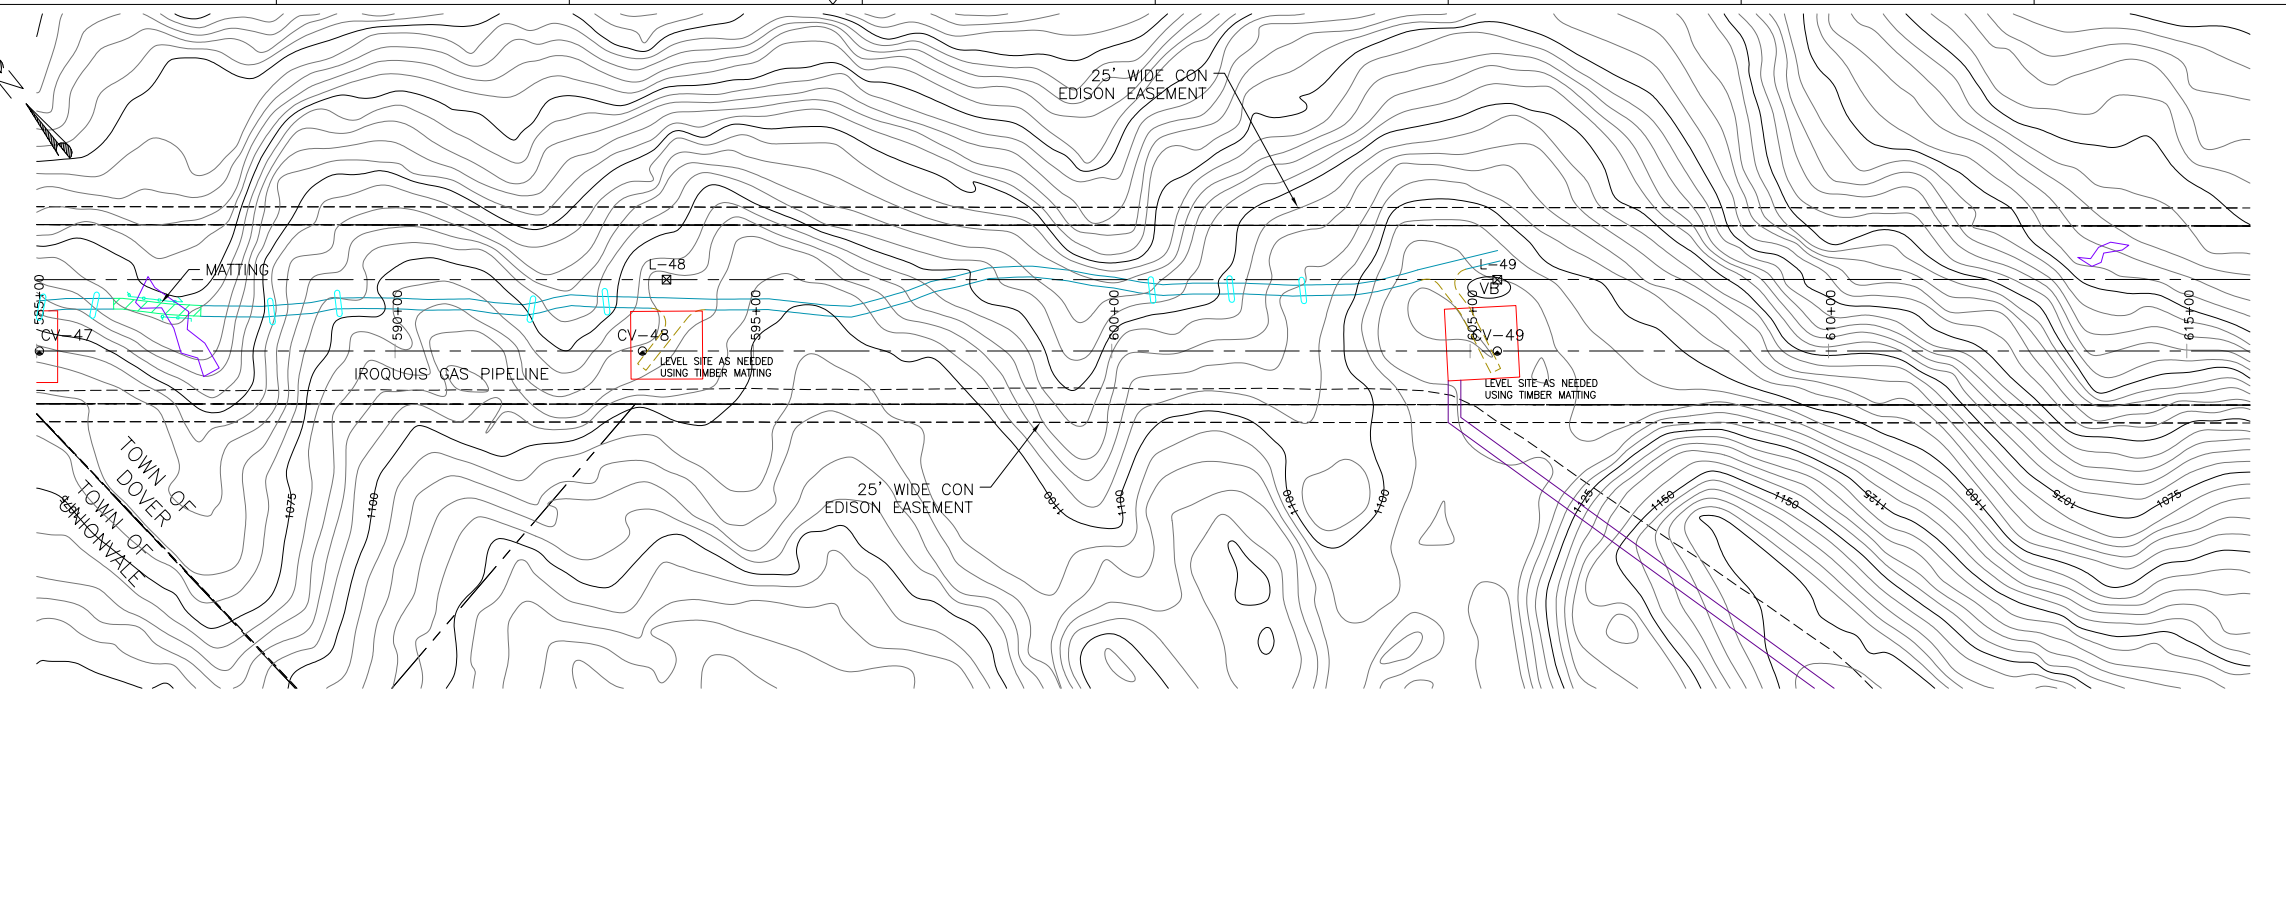 25' WIDE CON
EDISON EASEMENT
MATTING
L-48
L-49
VB
585+00
590+00
595+00
600+00
605+00
610+00
615+00
CV-47
CV-48
CV-49
LEVEL SITE AS NEEDED
USING TIMBER MATTING
IROQUOIS GAS PIPELINE
LEVEL SITE AS NEEDED
USING TIMBER MATTING
TOWN OF
DOVER
TOWN OF
UNIONVALE
25' WIDE CON
EDISON EASEMENT
1075
1100
1100
1100
1100
1100
1125
1150
1150
1125
1100
1075
1075